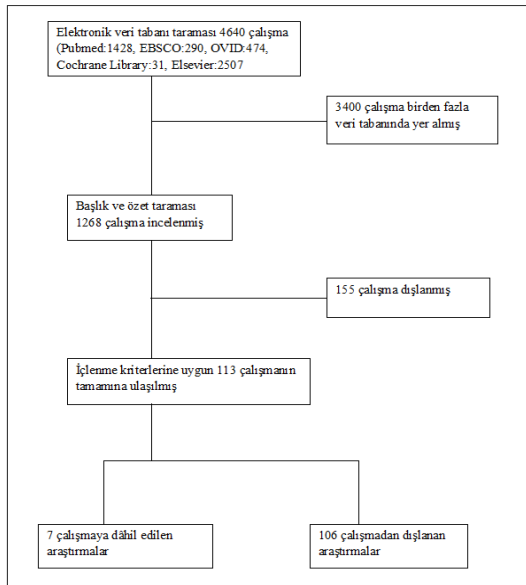 Elektronik veri tabanı taraması 4640 çalışma
(Pubmed:1428, EBSCO:290, OVID:474,
Cochrane Library:31, Elsevier:2507
3400 çalışma birden fazla
veri tabanında yer almış
Başlık ve özet taraması
1268 çalışma incelenmiş
155 çalışma dışlanmış
İçlenme kriterlerine uygun 113 çalışmanın
tamamına ulaşılmış
7 çalışmaya dâhil edilen
araştırmalar
106 çalışmadan dışlanan
araştırmalar